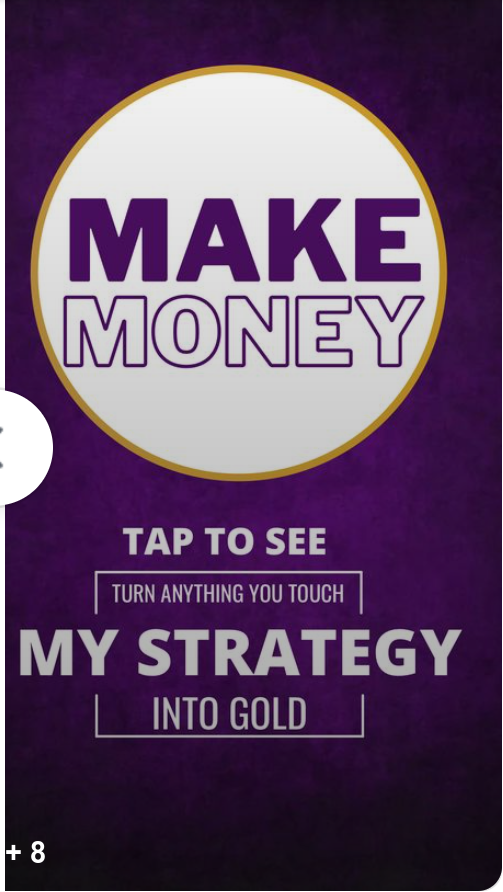 MAKE
MONEY
TAP TO SEE
TURN ANYTHING YOU TOUCH
MY STRATEGY
INTO GOLD
+ 8